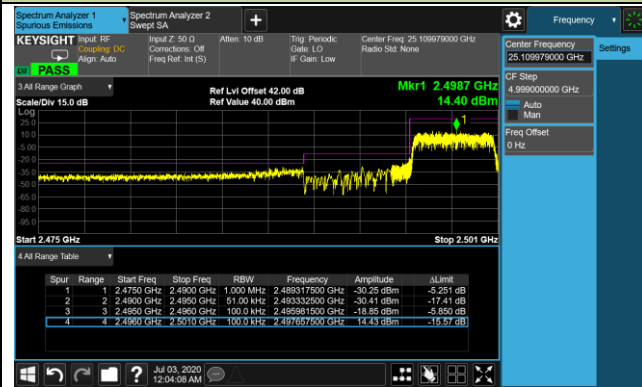 Spectrum Analyzer 1
Spurious Emissions
Spectrum Analyzer 2
Swept SA
+
Frequency
KEYSIGHT
Input: RF
Coupling: DC
Align: Auto
Input Z: 50 Ω
Corrections: Off
Freq Ref: Int (S)
Atten: 10 dB
Trig: Periodic
Gate: LO
IF Gain: Low
Center Freq: 25.109979000 GHz
Radio Std: None
PASS
3 All Range Graph
Scale/Div 15.0 dB
Ref Lvl Offset 42.00 dB
Ref Value 40.00 dBm
Mkr1 2.4987 GHz
14.40 dBm
Log
25.0
10.0
-5.00
-20.0
-35.0
-50.0
-65.0
-80.0
-95.0
1
Start 2.475 GHz
Stop 2.501 GHz
4 All Range Table
Spur Range Start Freq Stop Freq RBW Frequency Amplitude ΔLimit
1 1 2.4750 GHz 2.4900 GHz 1.000 MHz 2.489317500 GHz -30.25 dBm -5.251 dB
2 2 2.4900 GHz 2.4950 GHz 51.00 kHz 2.493332500 GHz -30.41 dBm -17.41 dB
3 3 2.4950 GHz 2.4960 GHz 100.0 kHz 2.495981500 GHz -18.85 dBm -5.850 dB
4 4 2.4960 GHz 2.5010 GHz 100.0 kHz 2.497657500 GHz 14.43 dBm -15.57 dB
Center Frequency
25.109979000 GHz
Settings
CF Step
4.999000000 GHz
Auto
Man
Freq Offset
0 Hz
?
Jul 03, 2020
12:04:08 AM